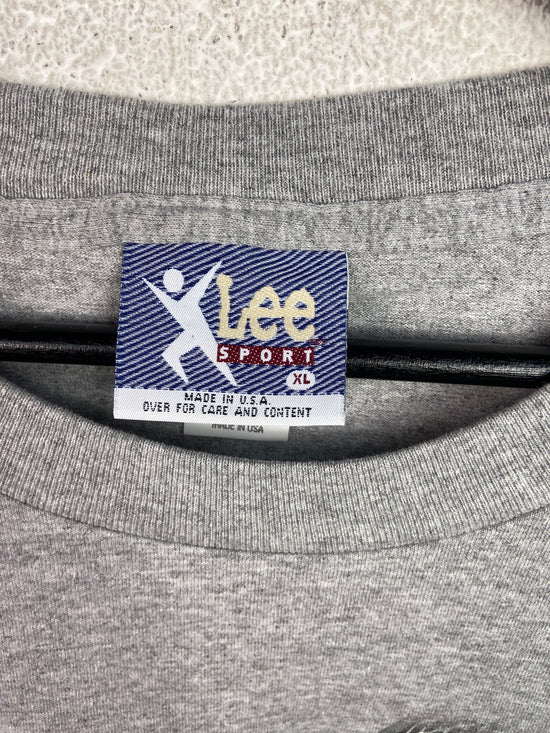 Lee
SPORT
XL
MADE IN U.S.A.
OVER FOR CARE AND CONTENT
MADE IN USA